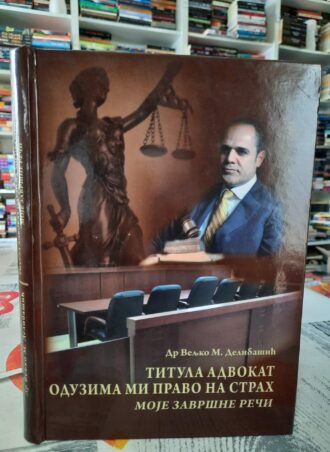 Др Вељко М. Делибашић
ТИТУЛА АДВОКАТ
ОДУЗИМА МИ ПРАВО НА СТРАХ
МОЈЕ ЗАВРШНЕ РЕЧИ